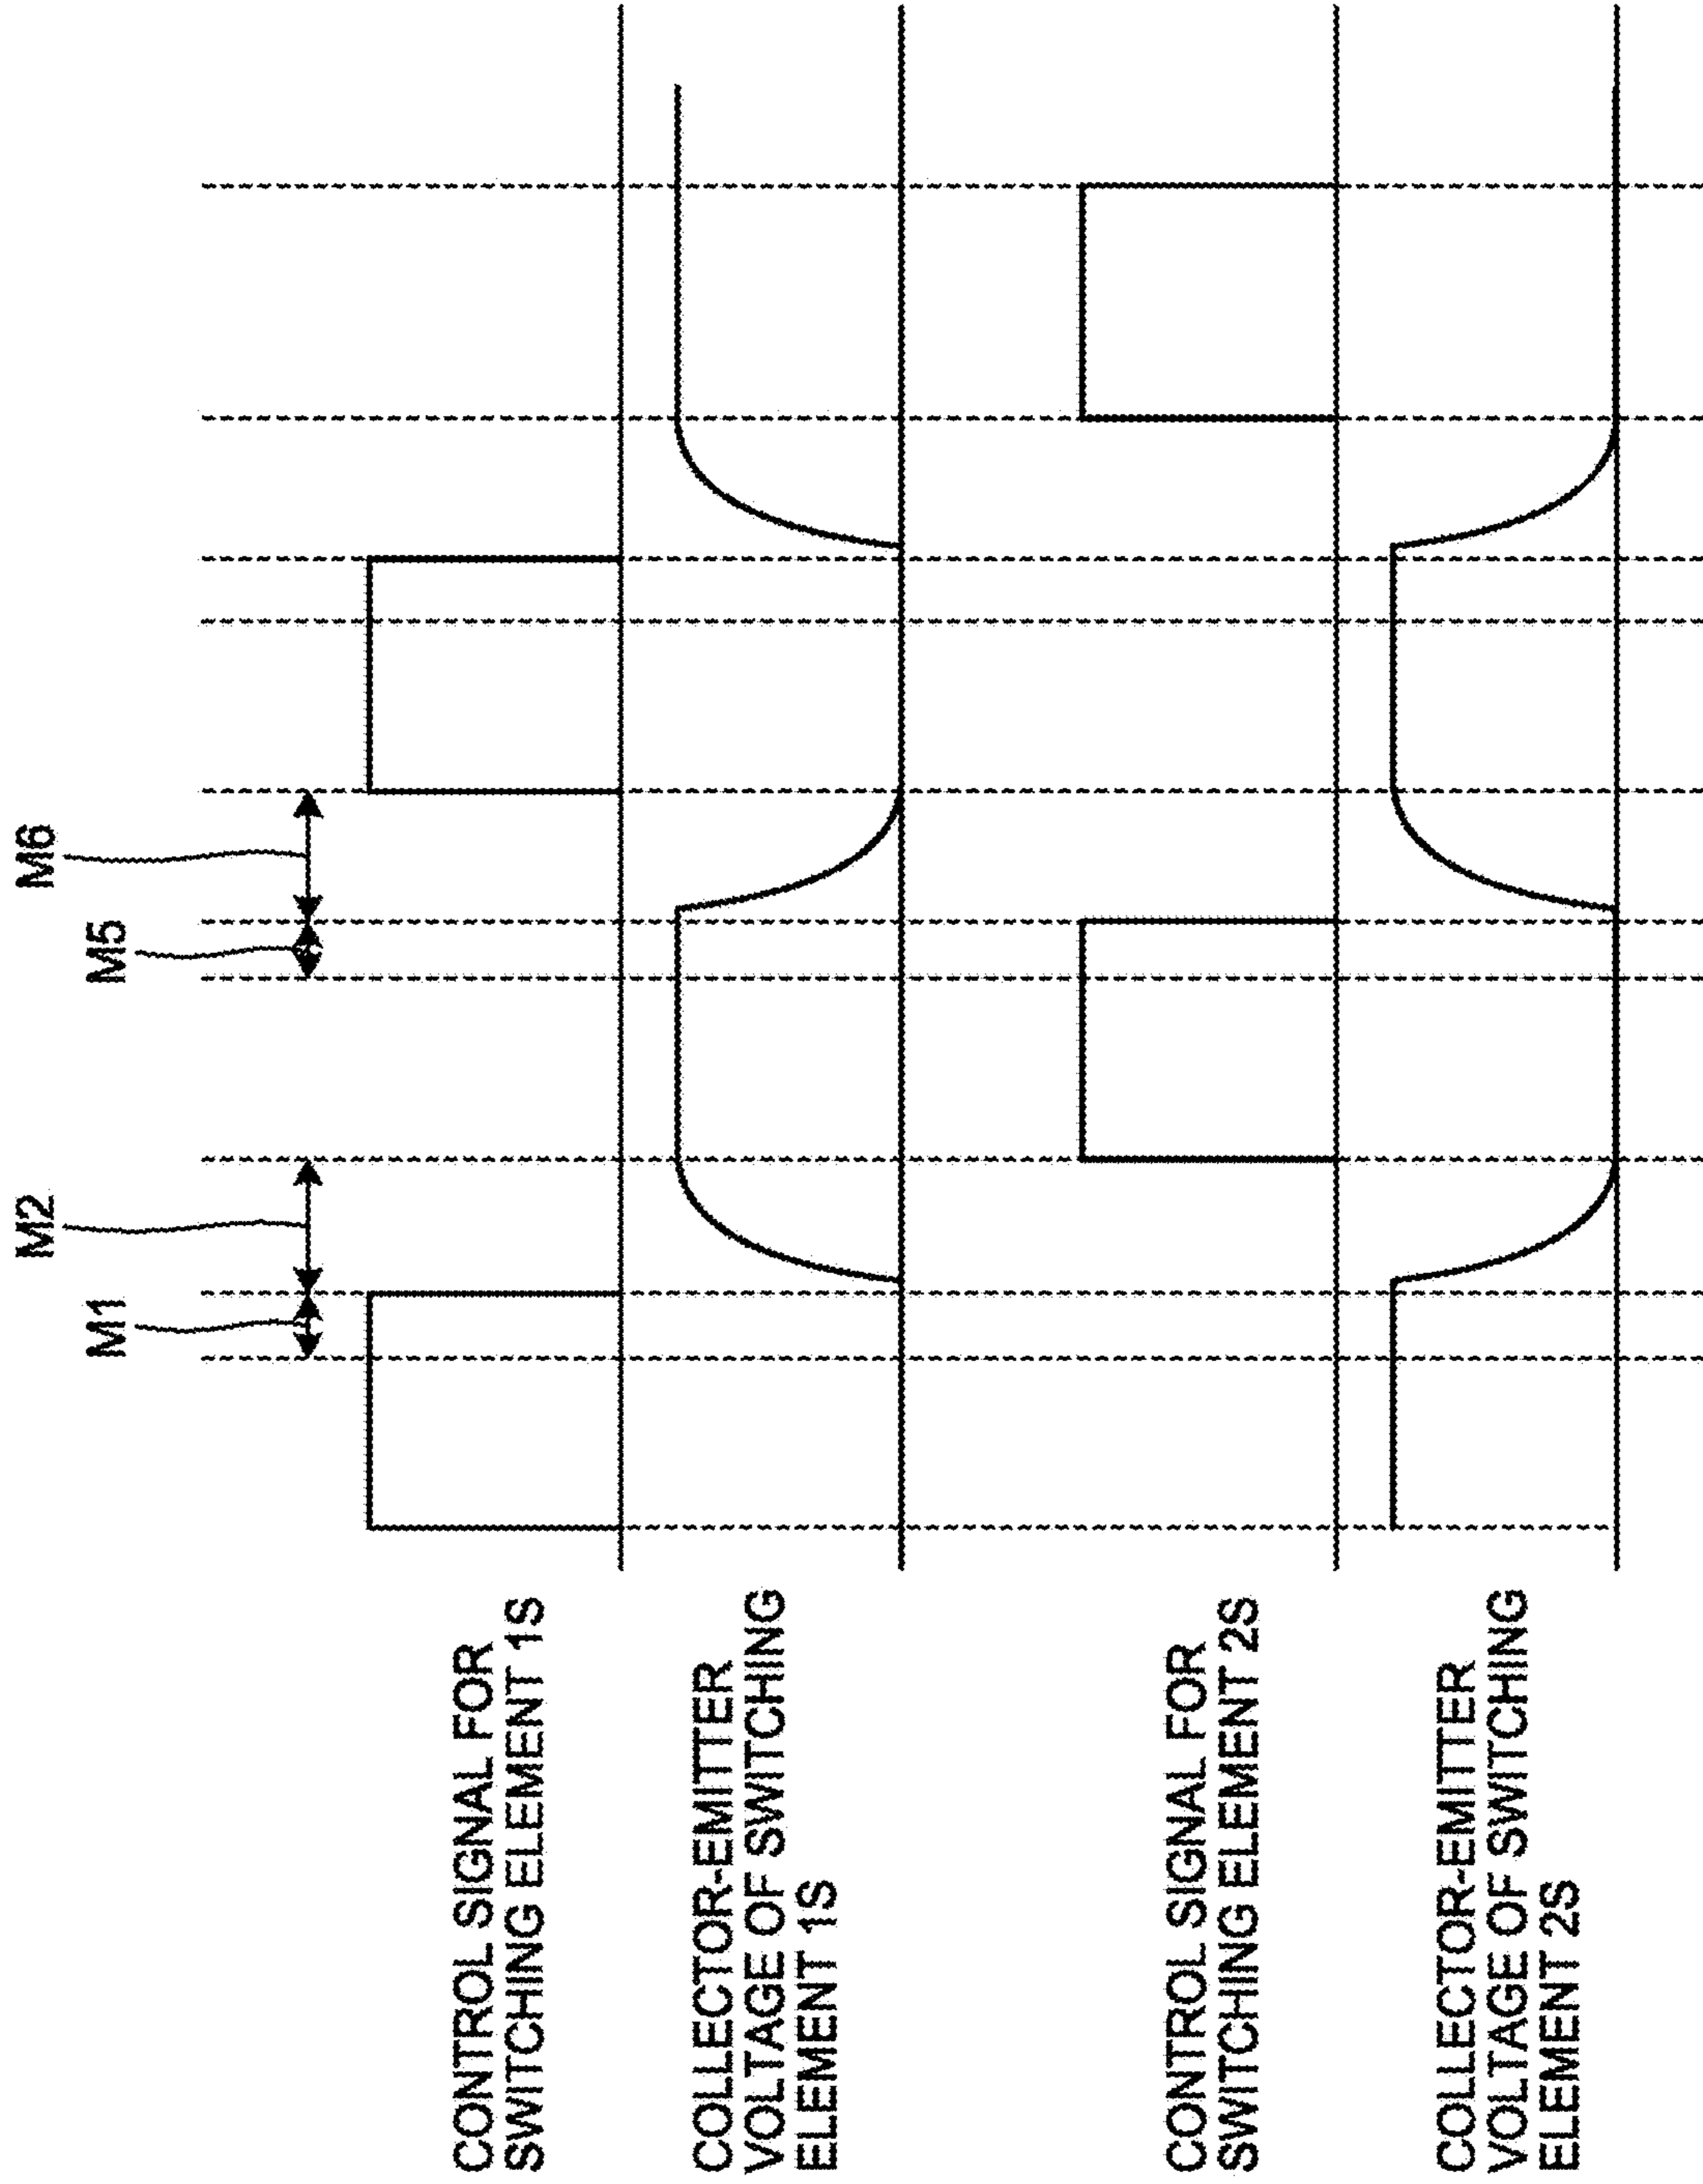 M1
M2
M5
M6
CONTROL SIGNAL FOR
SWITCHING ELEMENT 1S
COLLECTOR-EMITTER
VOLTAGE OF SWITCHING
ELEMENT 1S
CONTROL SIGNAL FOR
SWITCHING ELEMENT 2S
COLLECTOR-EMITTER
VOLTAGE OF SWITCHING
ELEMENT 2S